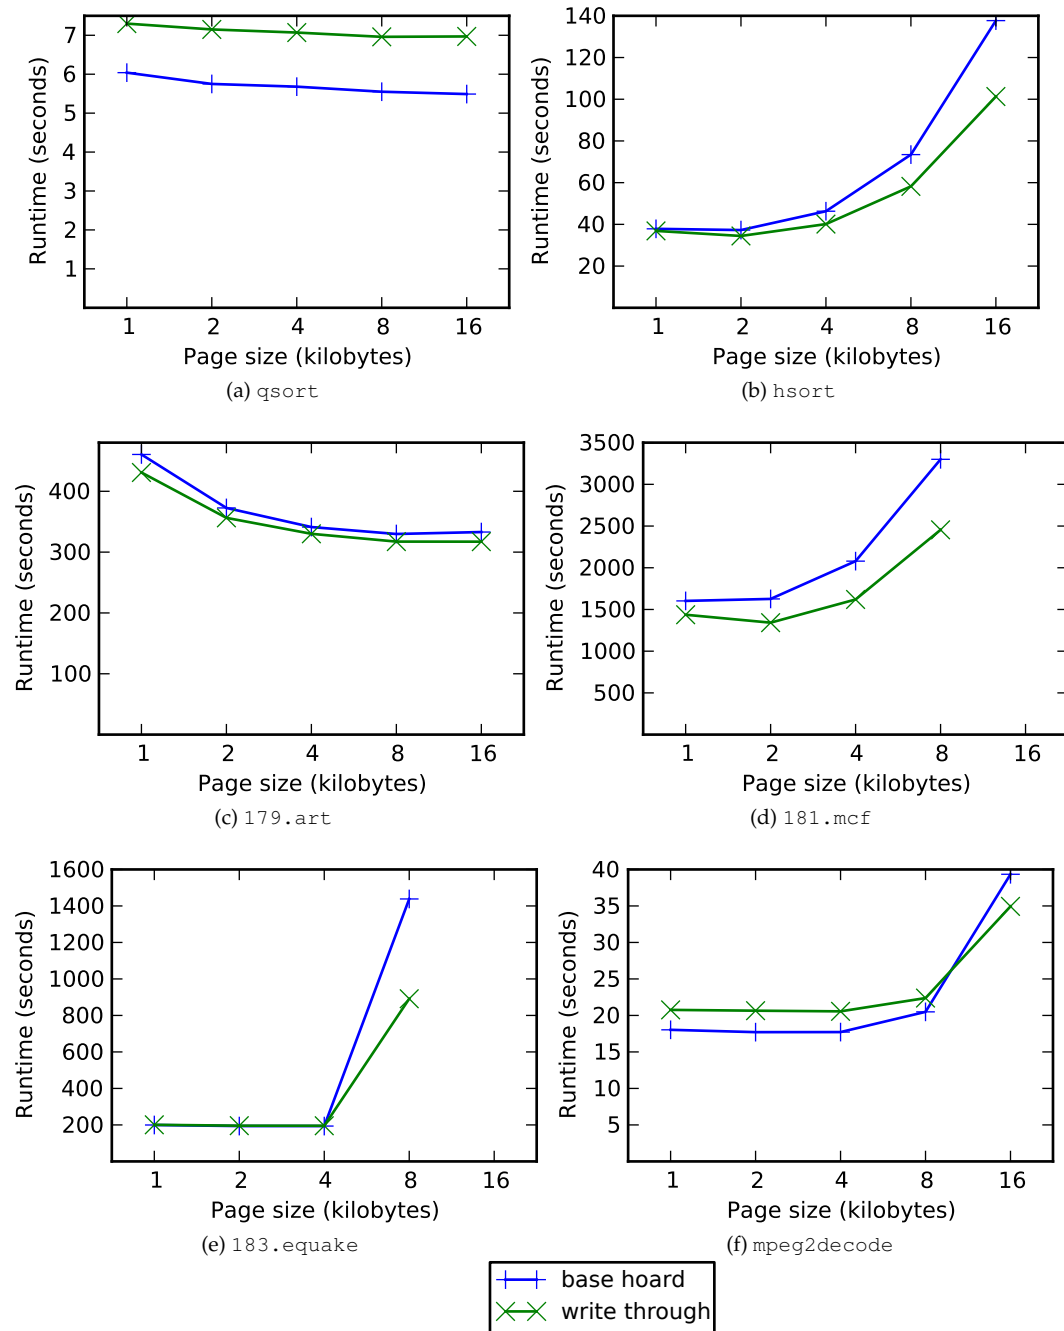 7
6
5
4
3
2
1
Runtime (seconds)
1 2 4 8 16
Page size (kilobytes)
(a) qsort
140
120
100
80
60
40
20
Runtime (seconds)
1 2 4 8 16
Page size (kilobytes)
(b) hsort
400
300
200
100
Runtime (seconds)
1 2 4 8 16
Page size (kilobytes)
(c) 179.art
3500
3000
2500
2000
1500
1000
500
Runtime (seconds)
1 2 4 8 16
Page size (kilobytes)
(d) 181.mcf
1600
1400
1200
1000
800
600
400
200
Runtime (seconds)
1 2 4 8 16
Page size (kilobytes)
(e) 183.equake
40
35
30
25
20
15
10
5
Runtime (seconds)
1 2 4 8 16
Page size (kilobytes)
(f) mpeg2decode
base hoard
write through